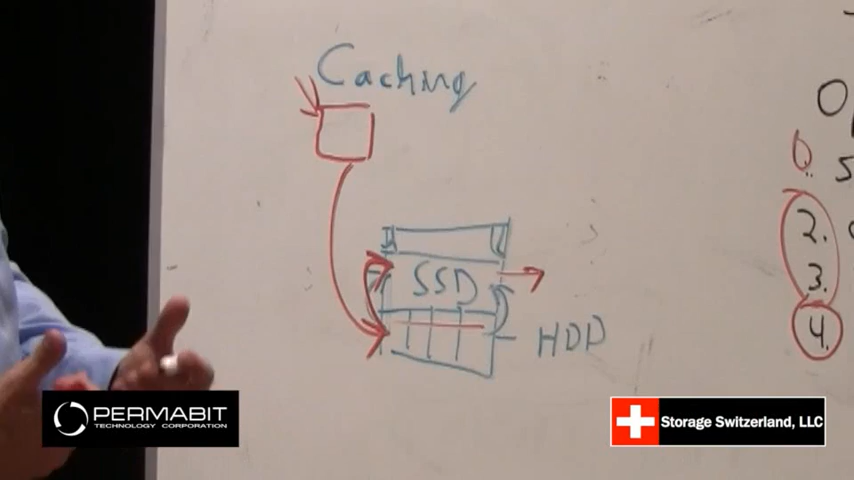 Caching
SSD
HDD
2.
3.
4.
PERMABIT
TECHNOLOGY CORPORATION
Storage Switzerland, LLC